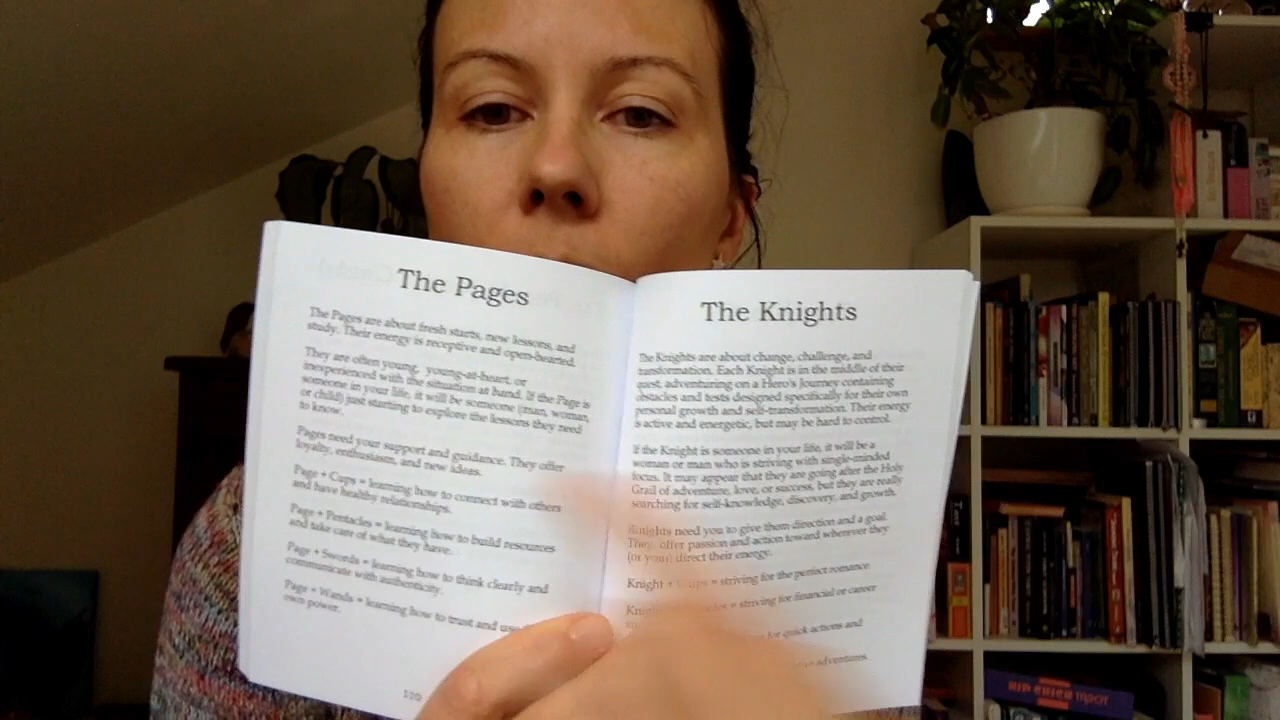 The Pages
The Pages are about fresh starts, new lessons, and
study. Their energy is receptive and open-hearted.
They are often young, young-at-heart, or
inexperienced with the situation at hand. If the Page is
someone in your life, it will be someone (man, woman,
or child) just starting to explore the lessons they need
to know.
Pages need your support and guidance. They offer
loyalty, enthusiasm, and new ideas.
Page + Cups = learning how to connect with others
and have healthy relationships.
Page + Pentacles = learning how to build resources
and take care of what they have.
Page + Swords = learning how to think clearly and
communicate with authenticity.
Page + Wands = learning how to trust and use
own power.
The Knights
The Knights are about change, challenge, and
transformation. Each Knight is in the middle of their
quest, adventuring on a Hero's Journey containing
obstacles and tests designed specifically for their own
personal growth and self-transformation. Their energy
is active and energetic, but may be hard to control.
If the Knight is someone in your life, it will be a
woman or man who is striving with single-minded
focus. It may appear that they are going after the Holy
Grail of adventure, love, or success, but they are really
searching for self-knowledge, discovery, and growth.
Knights need you to give them direction and a goal.
They offer passion and action toward wherever they
(or you) direct their energy.
Knight + Cups = striving for the perfect romance
= striving for financial or career
for quick actions and
adventures.